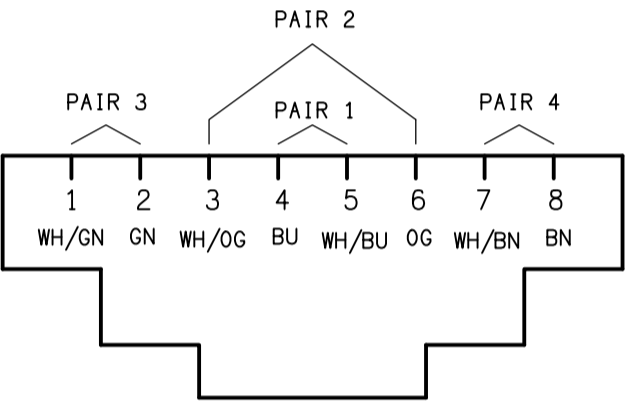 PAIR 2
PAIR 3 PAIR 1 PAIR 4
1 2 3 4 5 6 7 8
WH/GN GN WH/OG BU WH/BU OG WH/BN BN